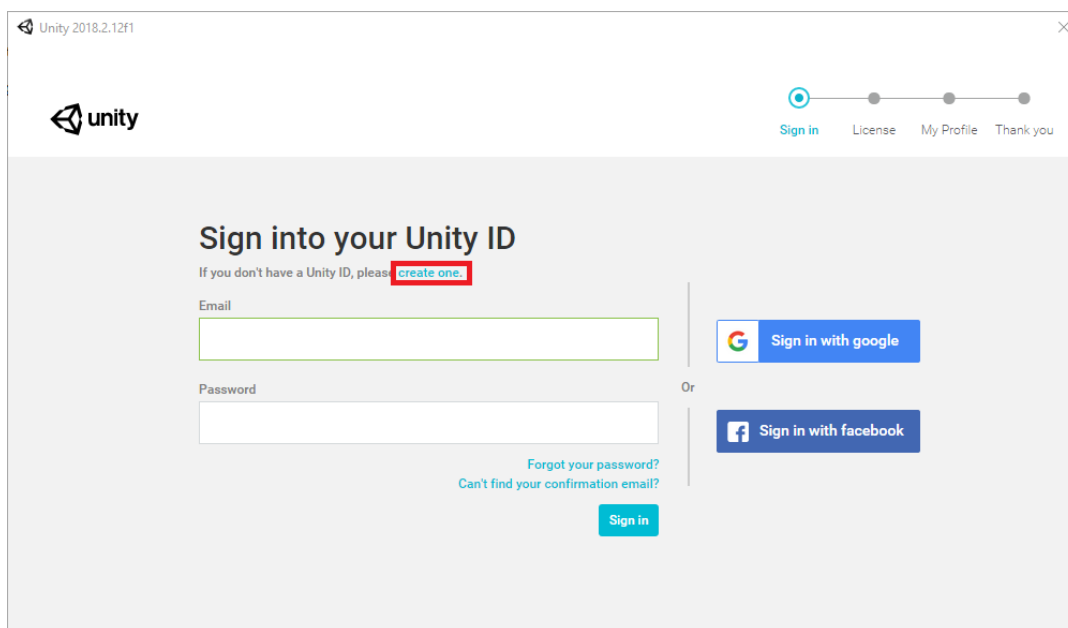 Unity 2018.2.12f1
unity
Sign in
License
My Profile
Thank you
Sign into your Unity ID
If you don't have a Unity ID, please create one.
Email
Password
Forgot your password?
Can't find your confirmation email?
Sign in
Or
Sign in with google
Sign in with facebook